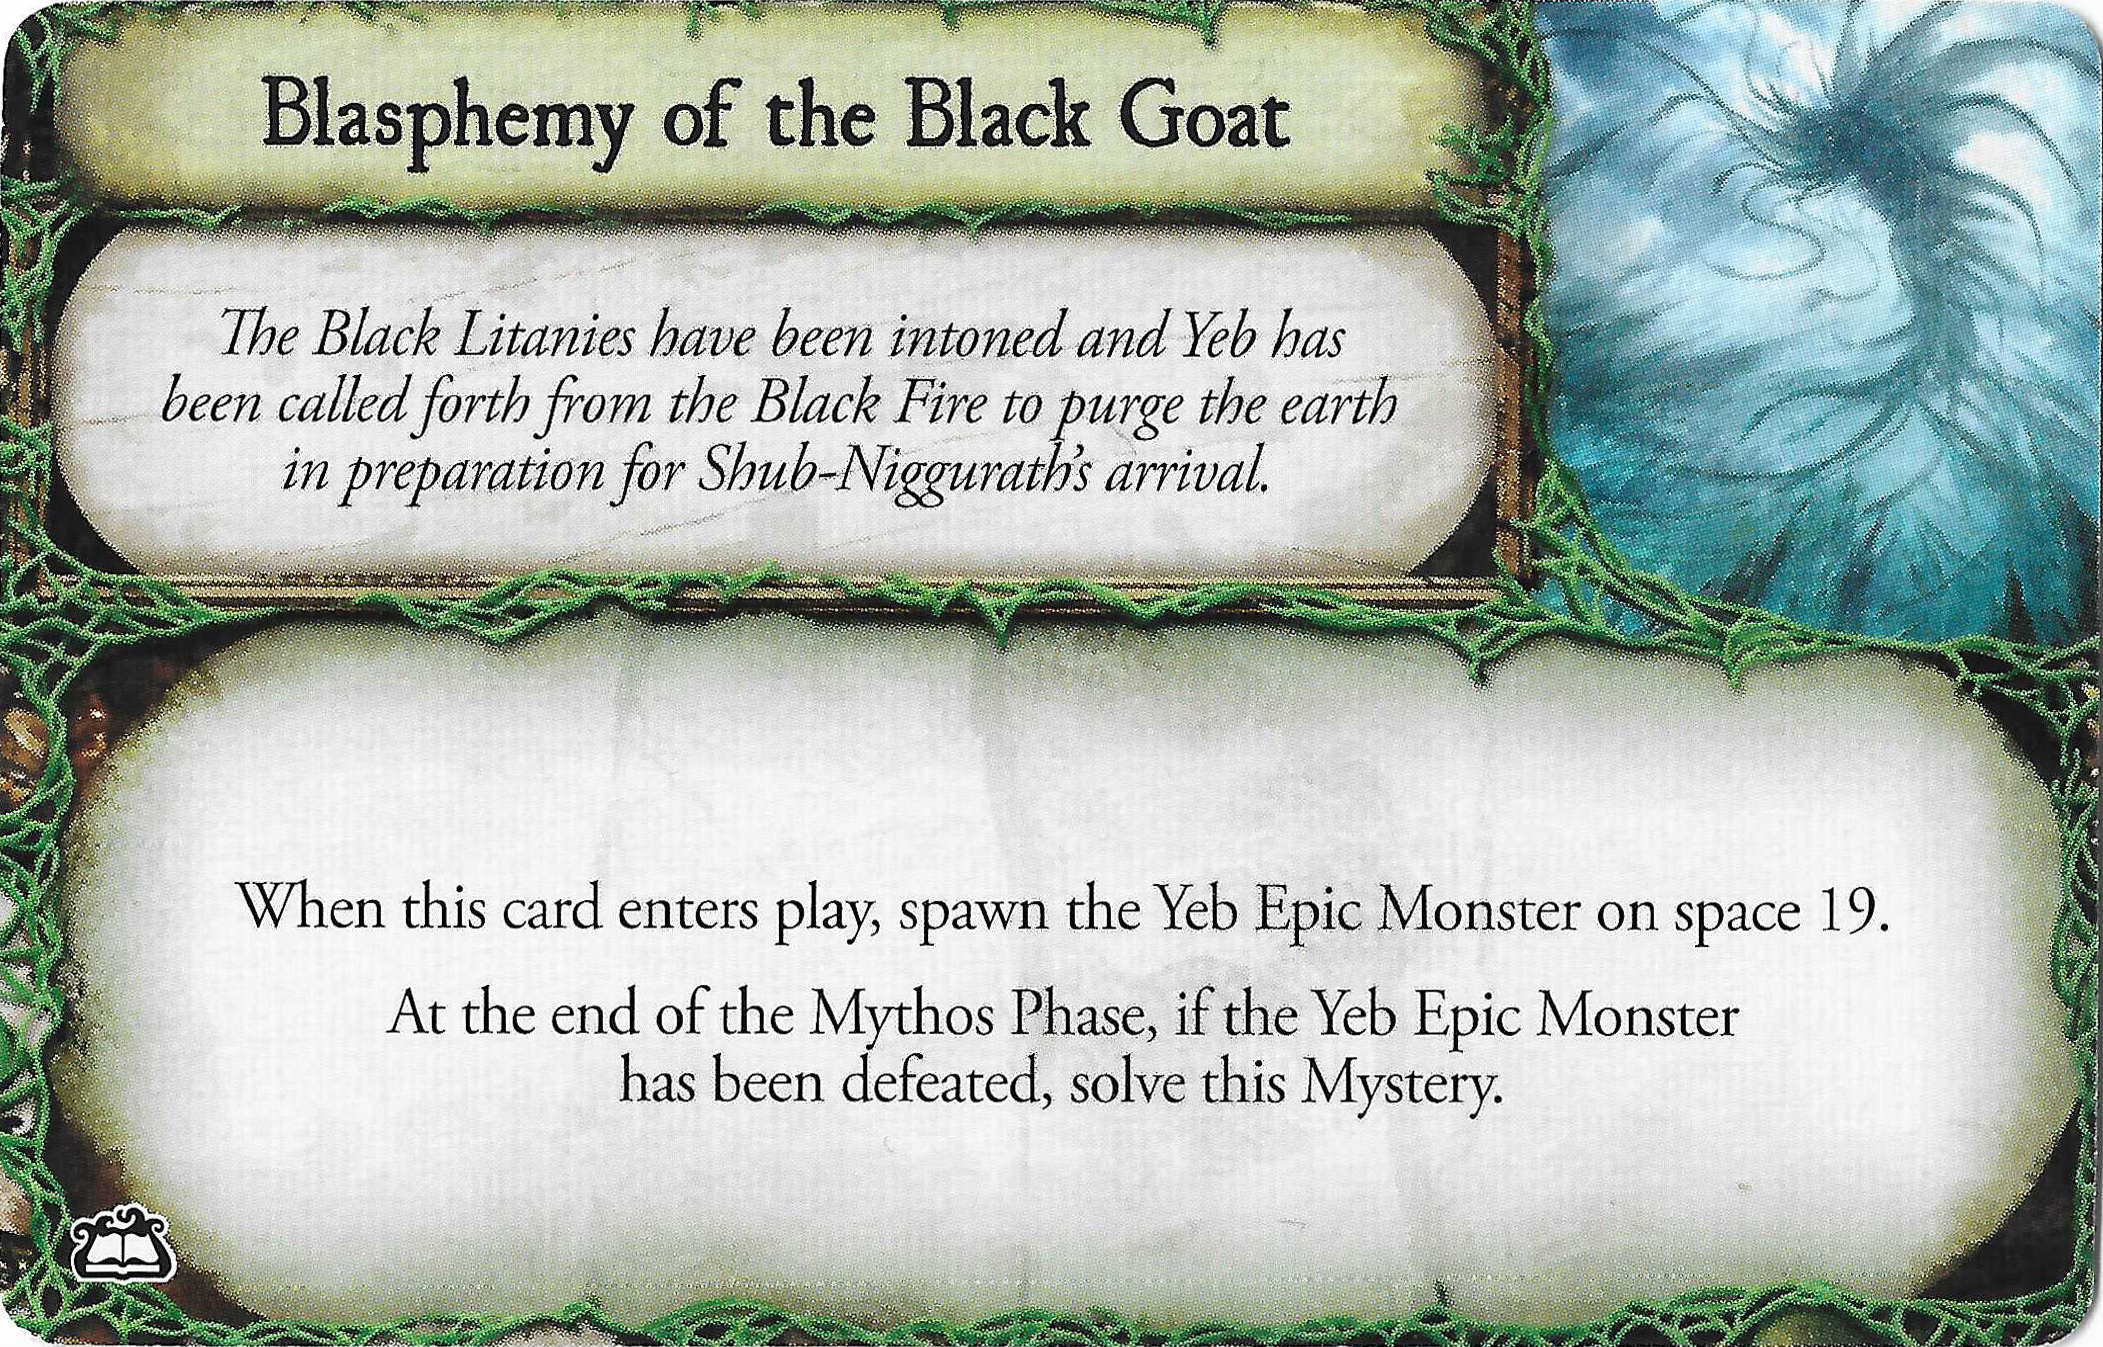 Blasphemy of the Black Goat
The Black Litanies have been intoned and Yeb has
been called forth from the Black Fire to purge the earth
in preparation for Shub-Niggurath's arrival.
When this card enters play, spawn the Yeb Epic Monster on space 19.
At the end of the Mythos Phase, if the Yeb Epic Monster
has been defeated, solve this Mystery.